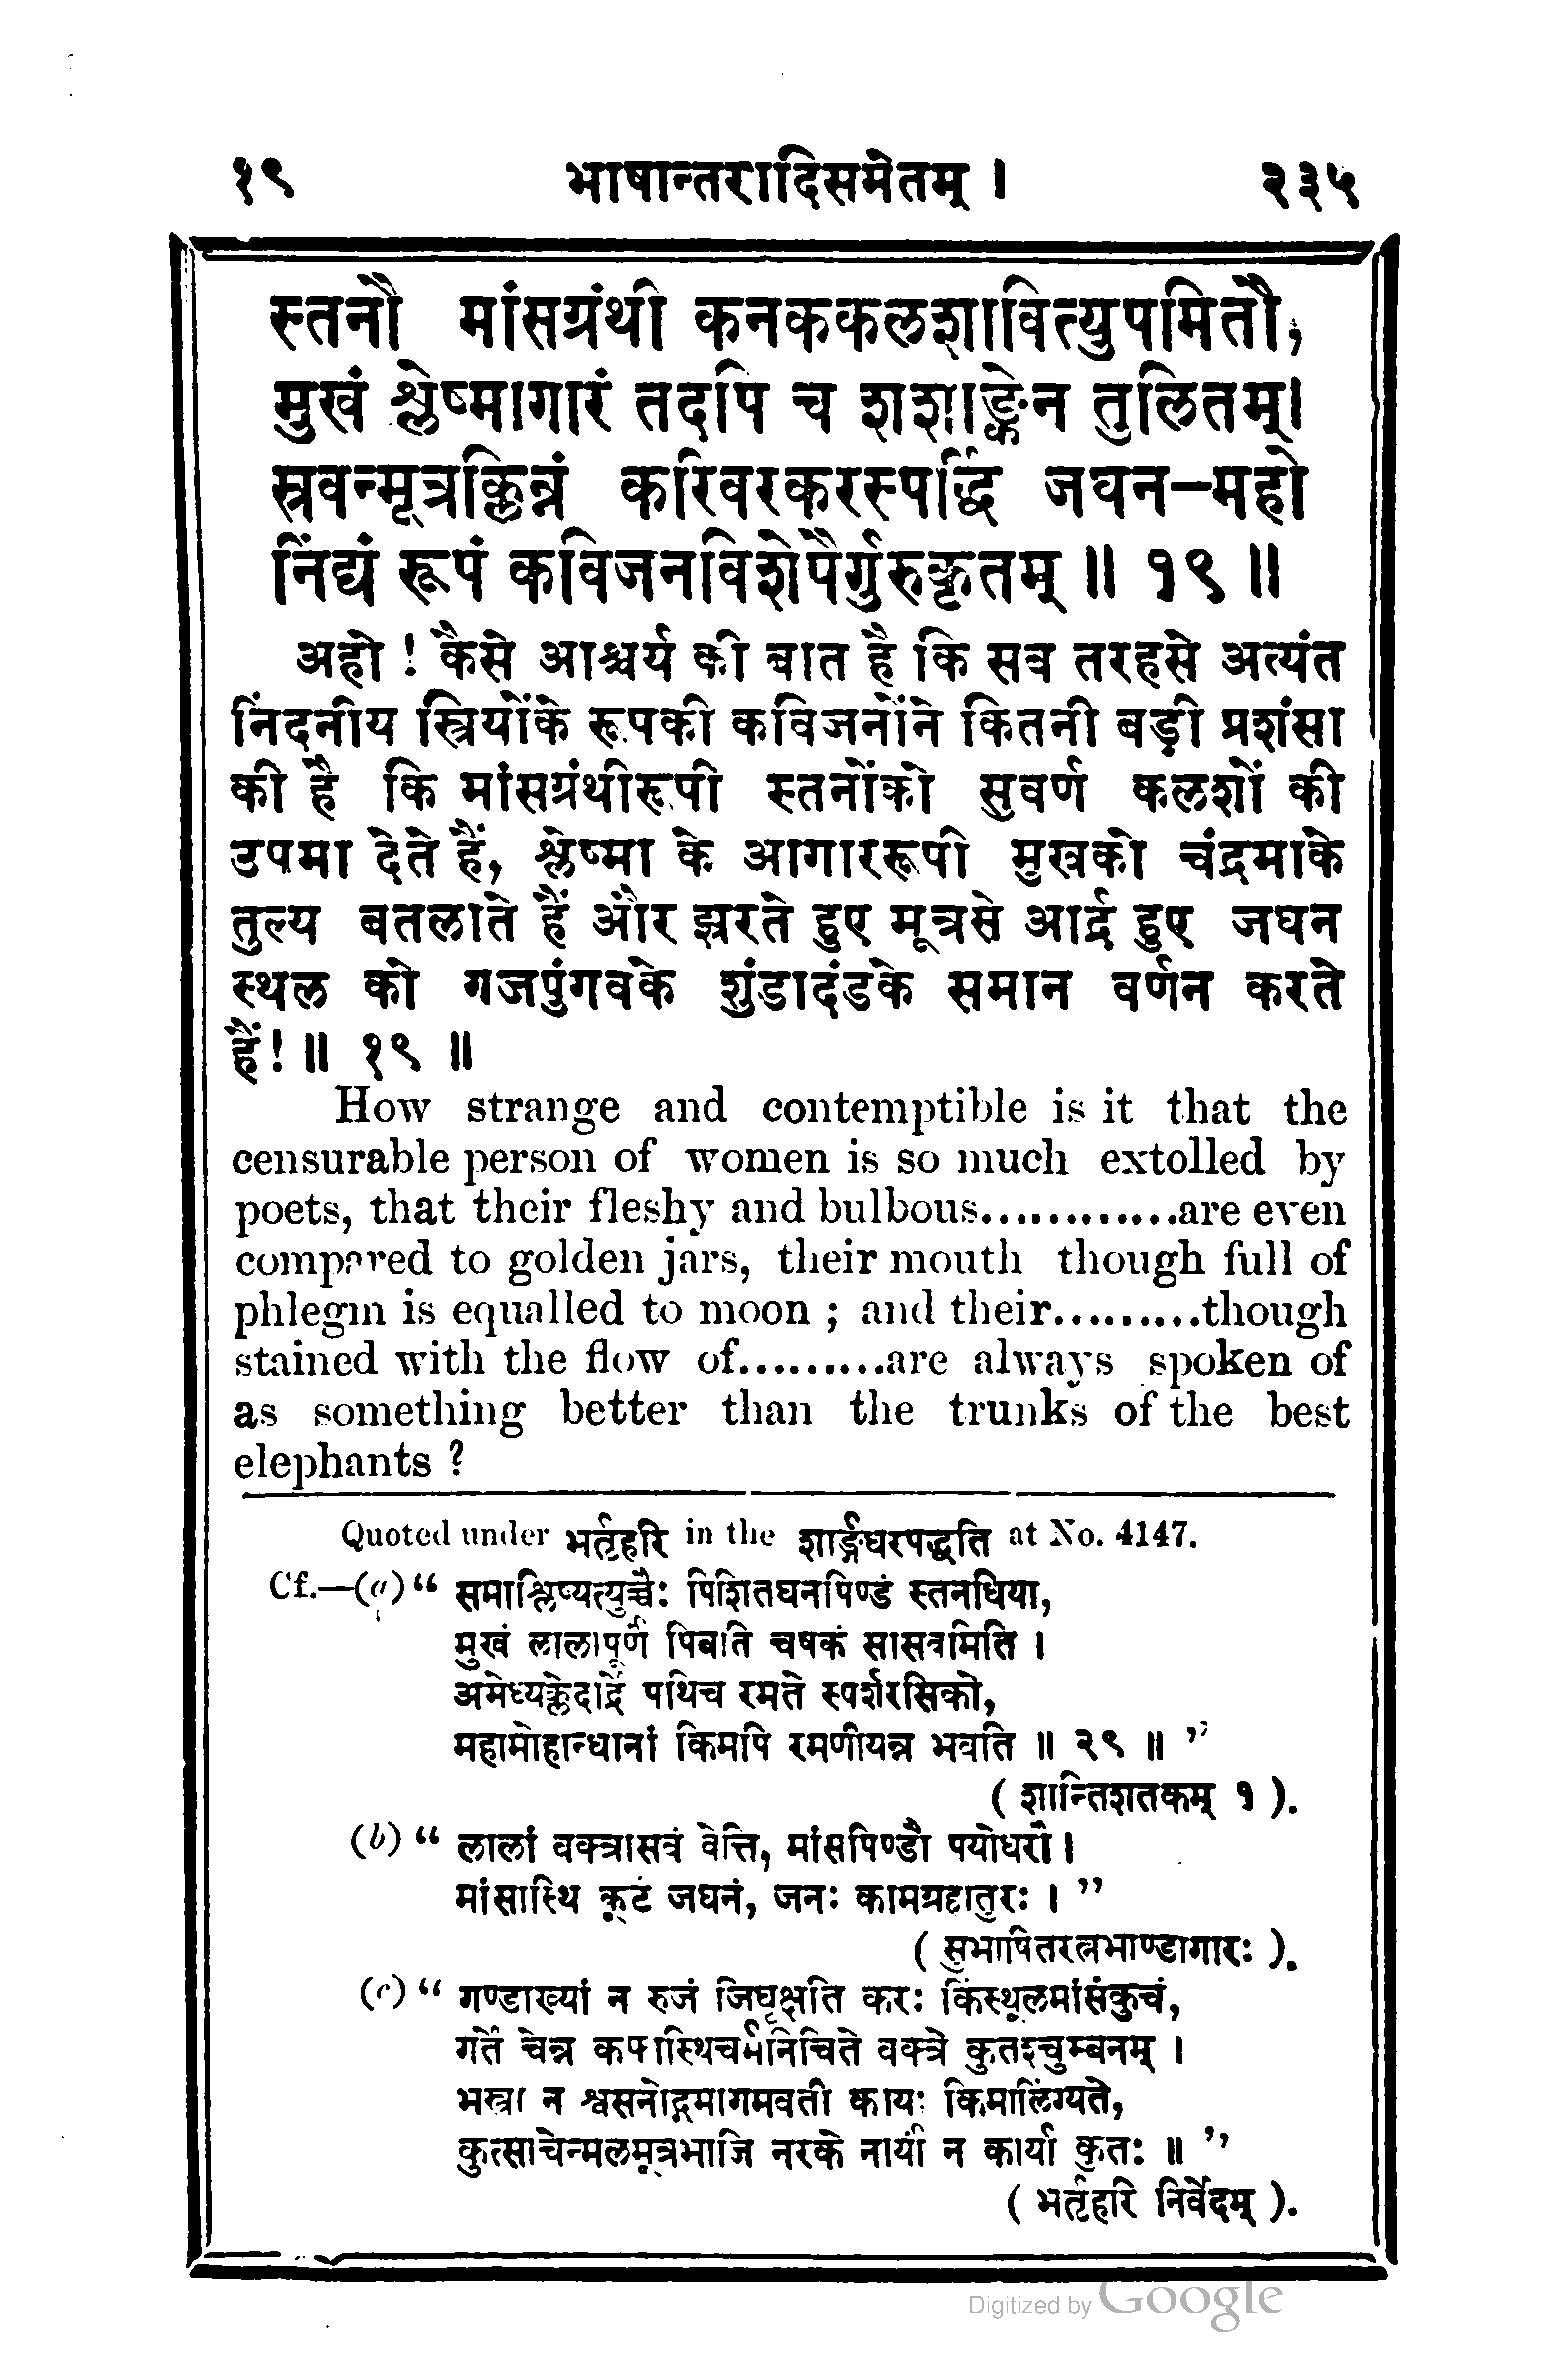 १९ भाषान्तरादिसमेतम् । २३५
स्तनौ मांसग्रंथी कनककलशावित्युपमितौ,
मुखं श्लेष्मागारं तदपि च शशाङ्केन तुलितम्।
स्रवन्मूत्रक्लिन्नं करिवरकरस्पर्द्धि जघन-महो
निंद्यं रूपं कविजनविशेषैर्गुरुकृतम् ॥ १९ ॥
अहो ! कैसे आश्चर्य की बात है कि सब तरहसे अत्यंत
निंदनीय स्त्रियोंके रूपकी कविजनोंने कितनी बड़ी प्रशंसा
की है कि मांसग्रंथीरूपी स्तनोंको सुवर्ण कलशों की
उपमा देते हैं, श्लेष्मा के आगाररूपी मुखको चंद्रमाके
तुल्य बतलाते हैं और झरते हुए मूत्रसे आर्द्र हुए जघन
स्थल को गजपुंगवके शुंडादंडके समान वर्णन करते
हैं! ॥ १९ ॥
How strange and contemptible is it that the
censurable person of women is so much extolled by
poets, that their fleshy and bulbous............are even
compared to golden jars, their mouth though full of
phlegm is equalled to moon ; and their.........though
stained with the flow of.........are always spoken of
as something better than the trunks of the best
elephants ?
Quoted under भर्तृहरि in the शार्ङ्गधरपद्धति at No. 4147.
Cf.—(a) “ समाश्लिष्यत्युच्चैः पिशितघनपिण्डं स्तनधिया,
मुखं लालापूर्णं पिबति चषकं सासवमिति ।
अमेध्यक्लेदार्द्रे पथिच रमते स्पर्शरसिको,
महामोहान्धानां किमपि रमणीयन्न भवति ॥ २९ ॥ ”
( शान्तिशतकम् १ ).
(b) “ लालां वक्त्रासवं वेत्ति, मांसपिण्डौ पयोधरौ ।
मांसास्थि कूटं जघनं, जनः कामग्रहातुरः । ”
( सुभाषितरत्नभाण्डागारः ).
(c) “ गण्डाख्यां न रुजं जिघृक्षति करः किंस्थूलमांसंकुचं,
गर्ते चेन्न कफास्थिचर्मनिचिते वक्त्रे कुतश्चुम्बनम् ।
भस्त्रा न श्वसनोद्गमागमवती कायः किमालिंग्यते,
कुत्साचेन्मलमूत्रभाजि नरके नार्यां न कार्या कुतः ॥ ”
( भर्तृहरि निर्वेदम् ).
Digitized by Google